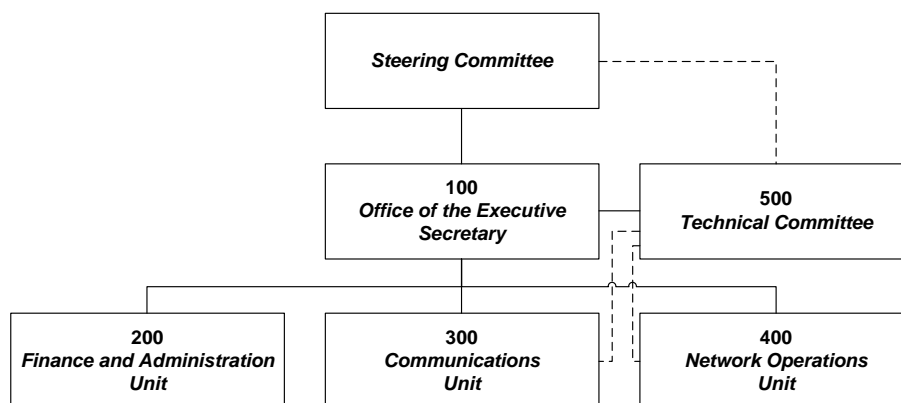 Steering Committee
100
Office of the Executive
Secretary
500
Technical Committee
200
Finance and Administration
Unit
300
Communications
Unit
400
Network Operations
Unit